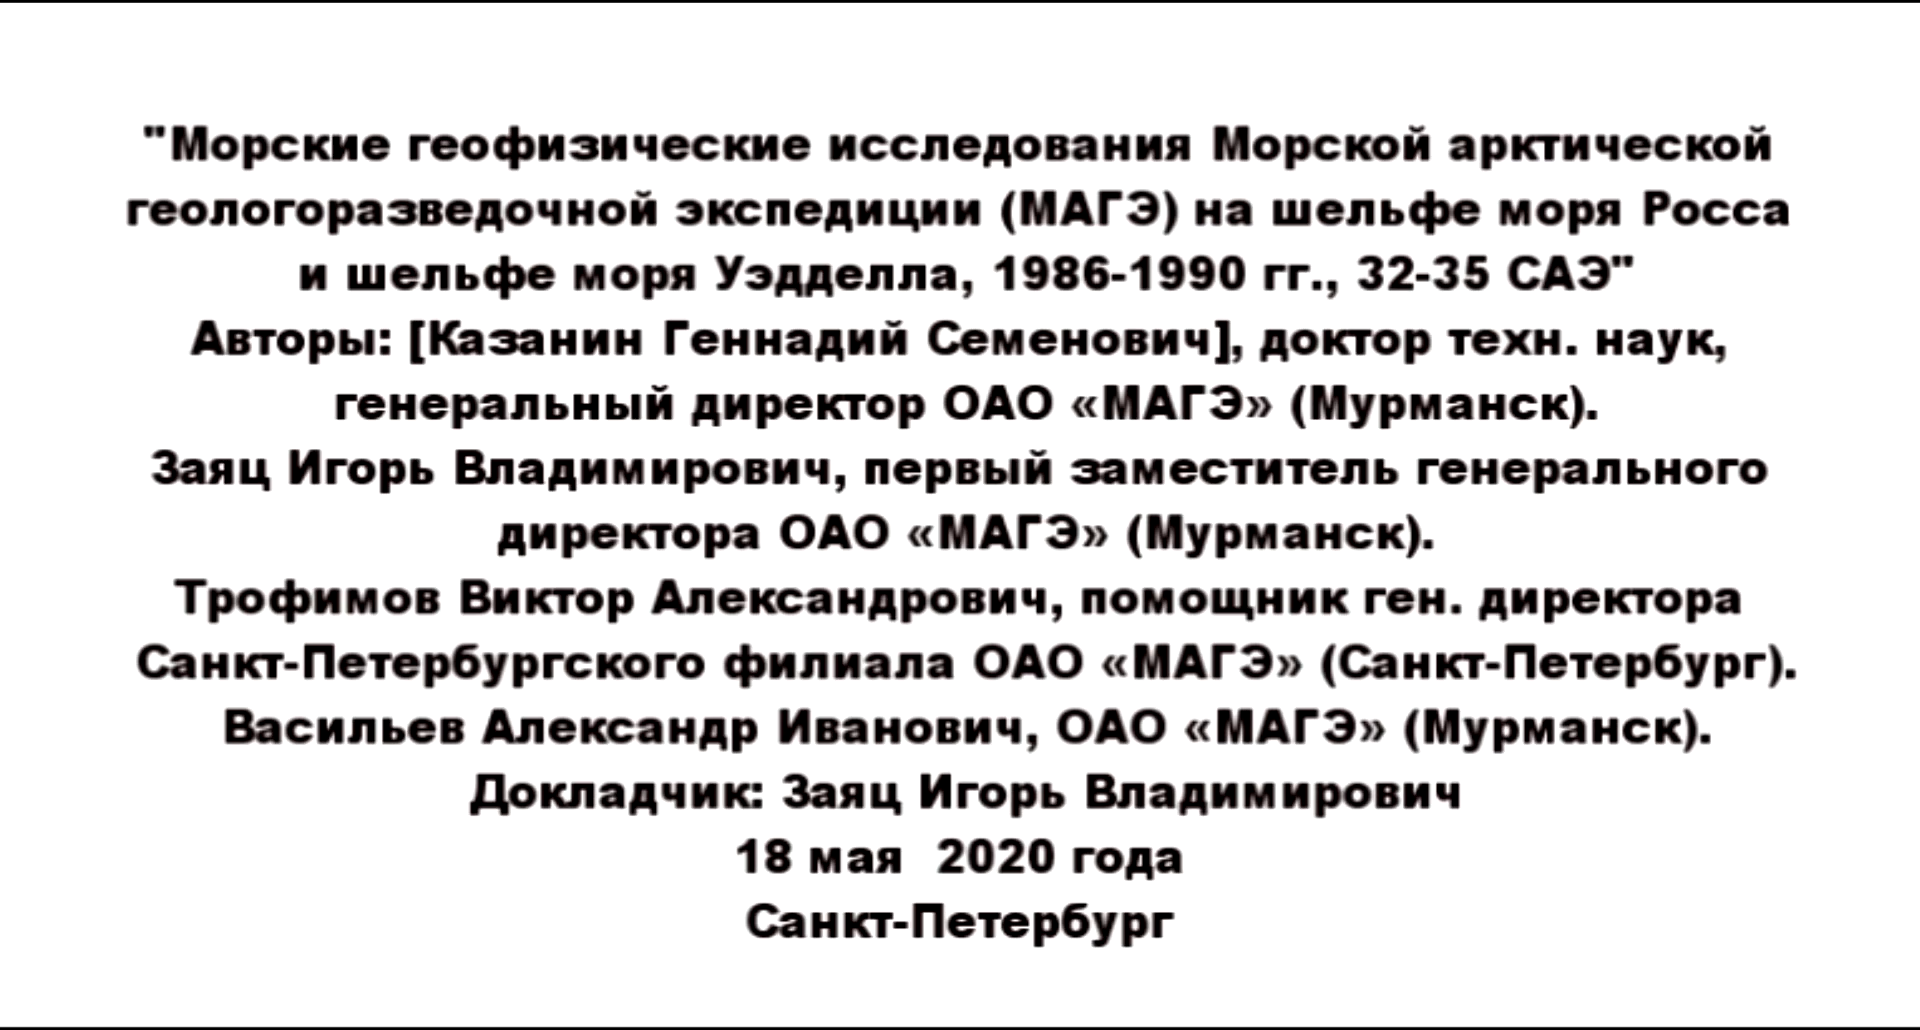 "Морские геофизические исследования Морской арктической
геологоразведочной экспедиции (МАГЭ) на шельфе моря Росса
и шельфе моря Уэдделла, 1986-1990 гг., 32-35 САЭ"
Авторы: [Казанин Геннадий Семенович], доктор техн. наук,
генеральный директор ОАО «МАГЭ» (Мурманск).
Заяц Игорь Владимирович, первый заместитель генерального
директора ОАО «МАГЭ» (Мурманск).
Трофимов Виктор Александрович, помощник ген. директора
Санкт-Петербургского филиала ОАО «МАГЭ» (Санкт-Петербург).
Васильев Александр Иванович, ОАО «МАГЭ» (Мурманск).
Докладчик: Заяц Игорь Владимирович
18 мая  2020 года
Санкт-Петербург